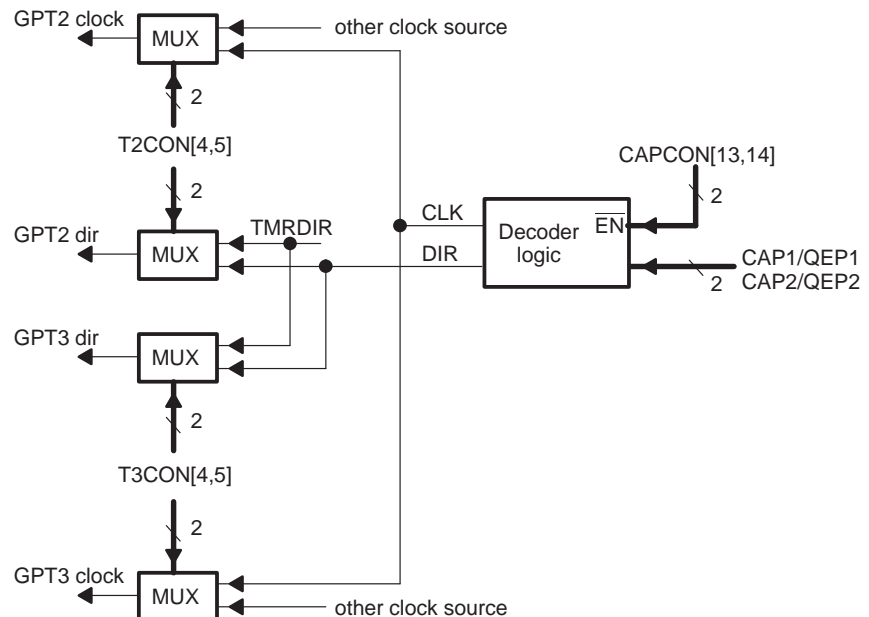 GPT2 clock
MUX
other clock source
2
T2CON[4,5]
2
GPT2 dir
MUX
TMRDIR
CLK
DIR
Decoder
logic
EN
CAPCON[13,14]
2
CAP1/QEP1
2
CAP2/QEP2
GPT3 dir
MUX
2
T3CON[4,5]
2
GPT3 clock
MUX
other clock source